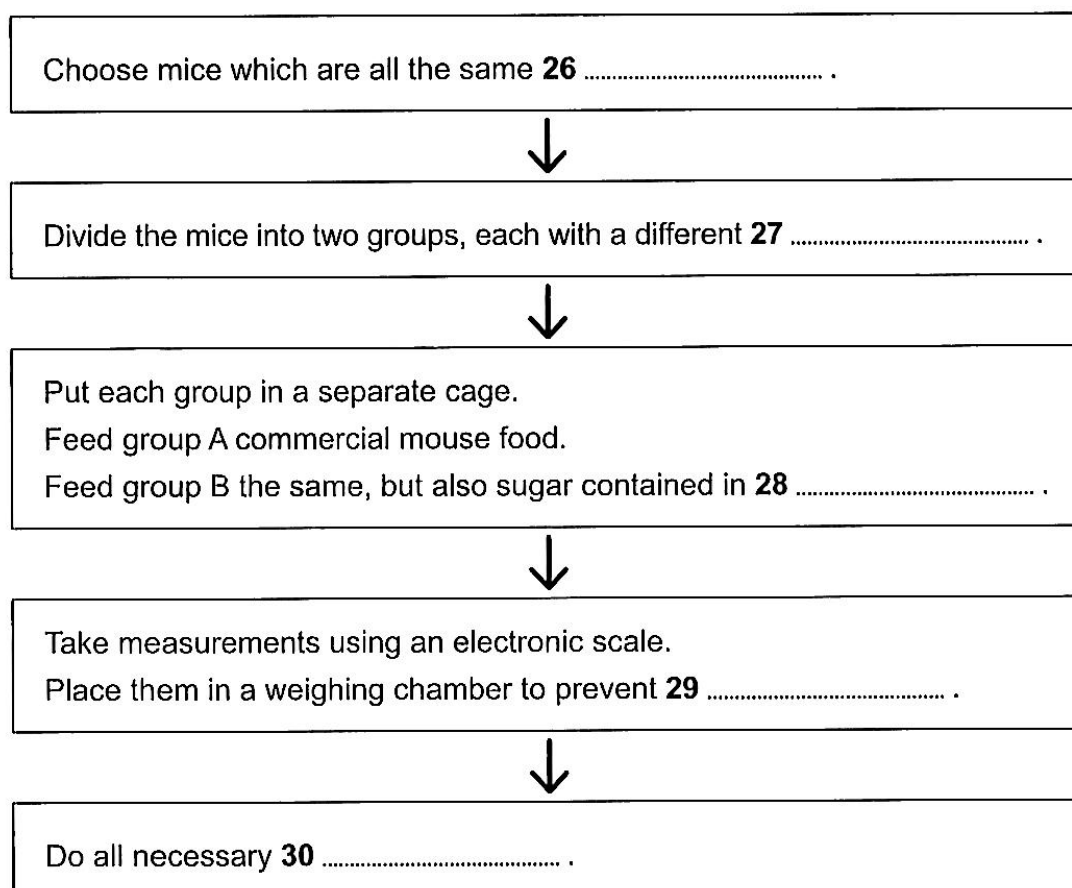 Choose mice which are all the same 26 .......................................... .
Divide the mice into two groups, each with a different 27 .......................................... .
Put each group in a separate cage.
Feed group A commercial mouse food.
Feed group B the same, but also sugar contained in 28 .......................................... .
Take measurements using an electronic scale.
Place them in a weighing chamber to prevent 29 .......................................... .
Do all necessary 30 .......................................... .